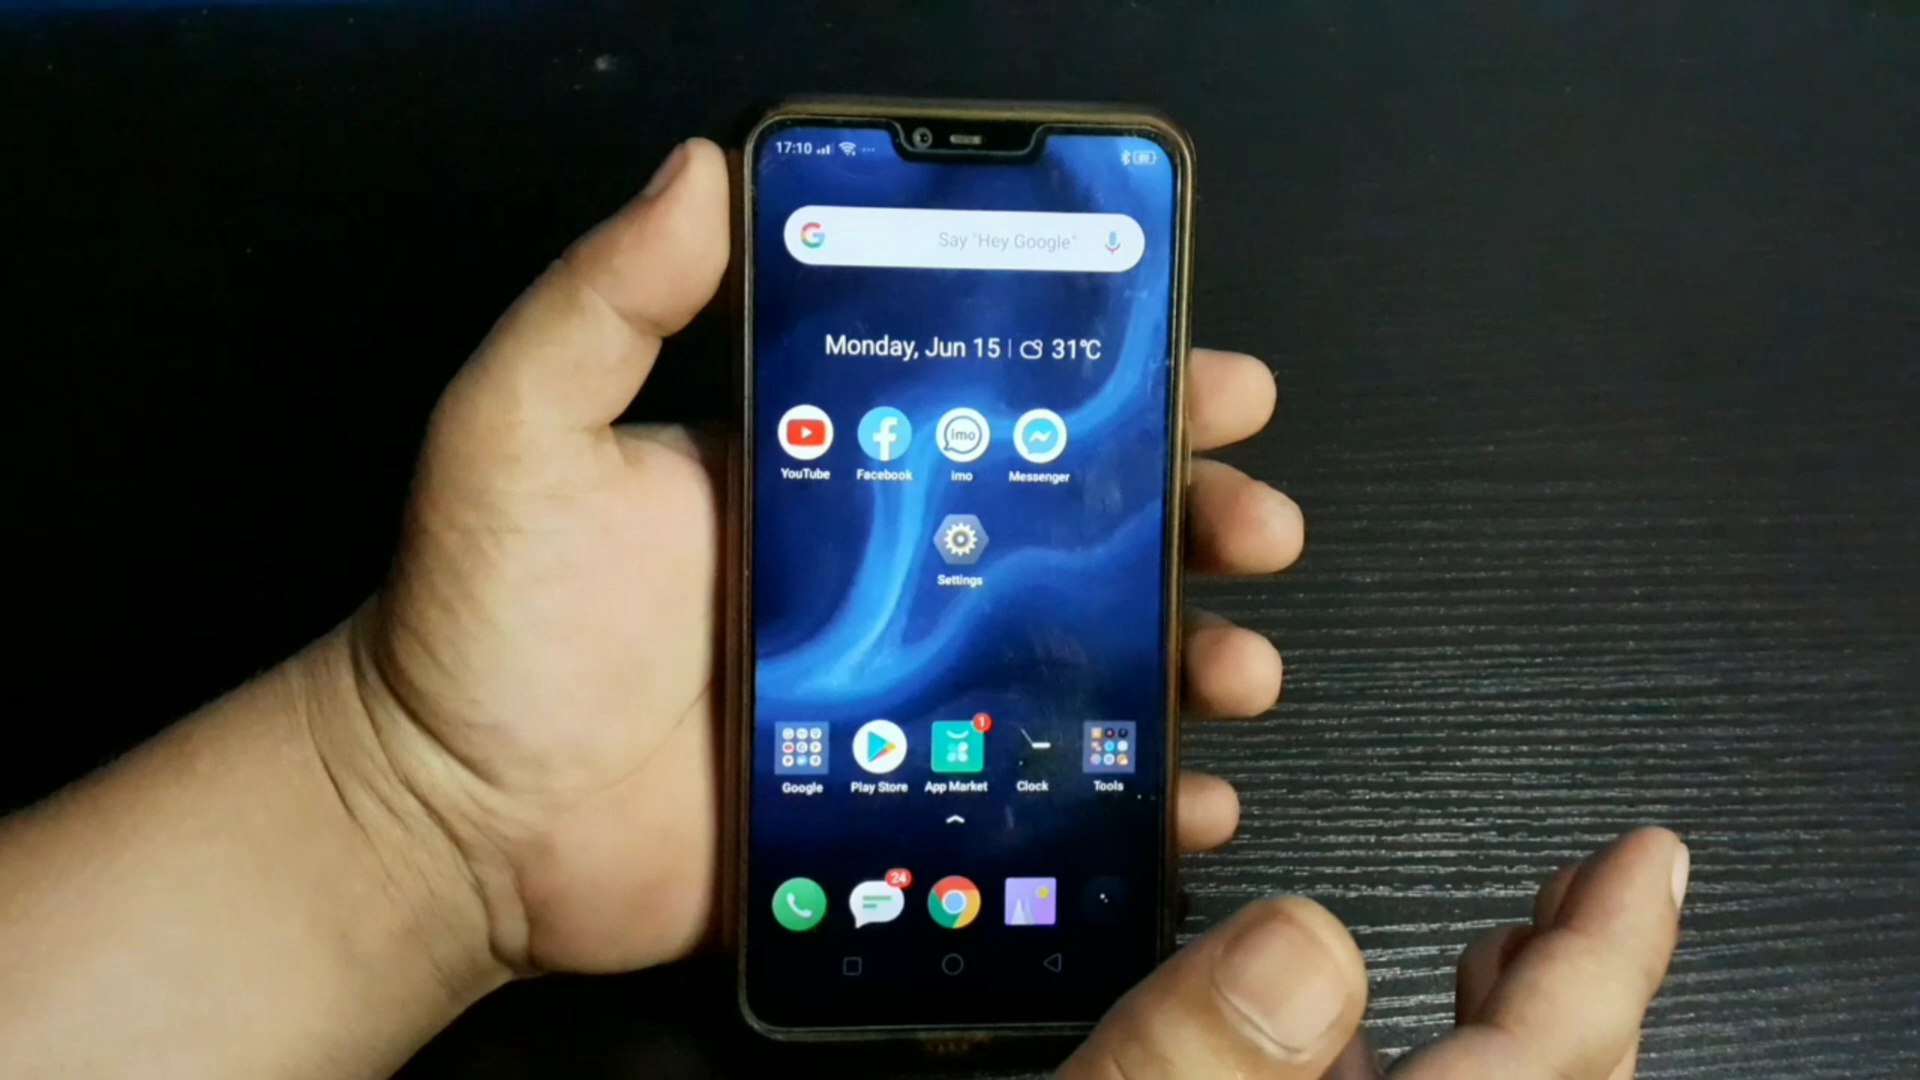 17:10
Say "Hey Google"
Monday, Jun 15 | 31℃
YouTube Facebook imo Messenger
imo
Settings
1
Google Play Store App Market Clock Tools
24